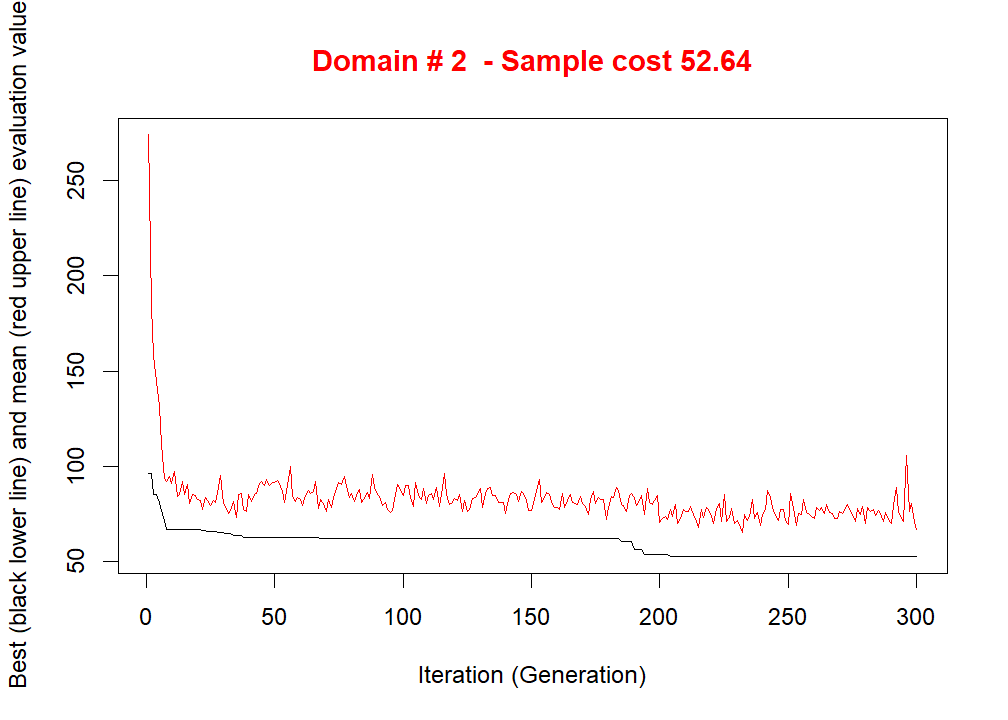 Domain # 2  - Sample cost 52.64
Best (black lower line) and mean (red upper line) evaluation value
250
200
150
100
50
0 50 100 150 200 250 300
Iteration (Generation)